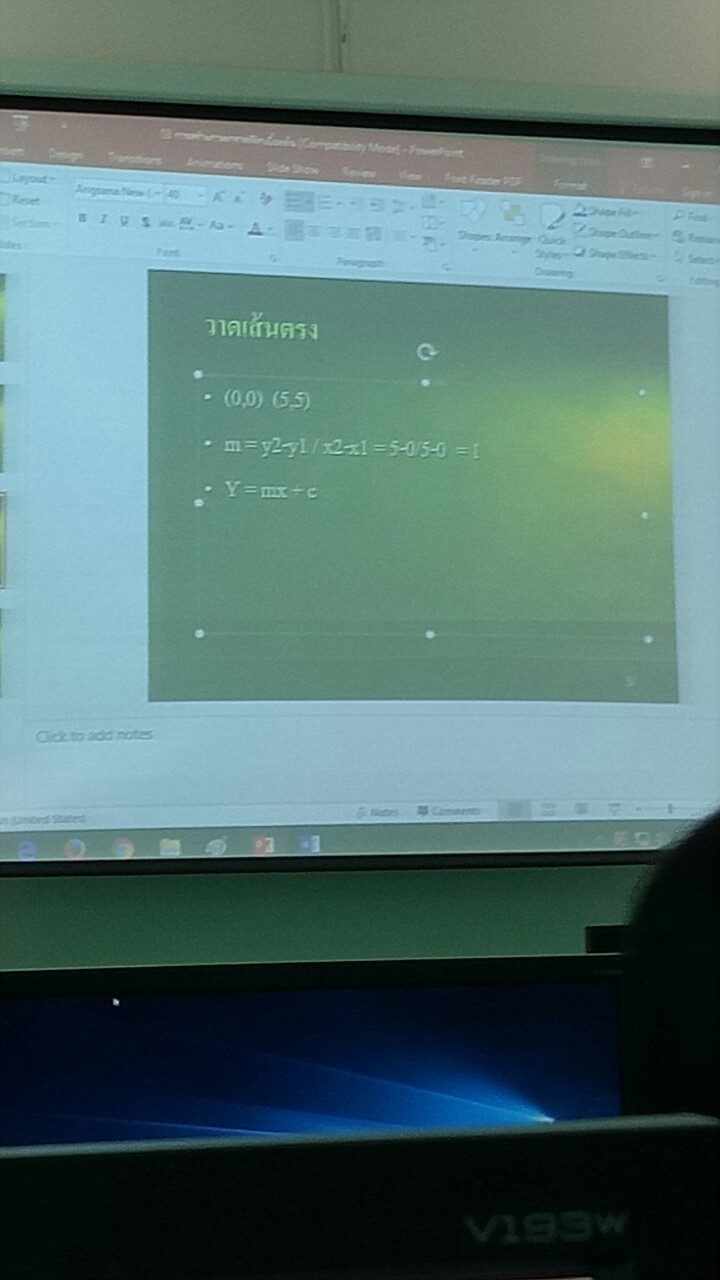 [Compatibility Mode] - PowerPoint
Design Transitions Animations Slide Show Review View Foxit Reader PDF Format
Layout
Reset
Section
Angsana New 40
B I U S abc AV Aa A
Font Paragraph Drawing
Shapes Arrange Quick Styles
Shape Fill
Shape Outline
Shape Effects
Find
Replace
Select
Editing
วาดเส้นตรง
• (0,0) (5,5)
• m = y2-y1 / x2-x1 = 5-0/5-0 = 1
• Y = mx + c
5
Click to add notes
(United States)
Notes Comments
V193W